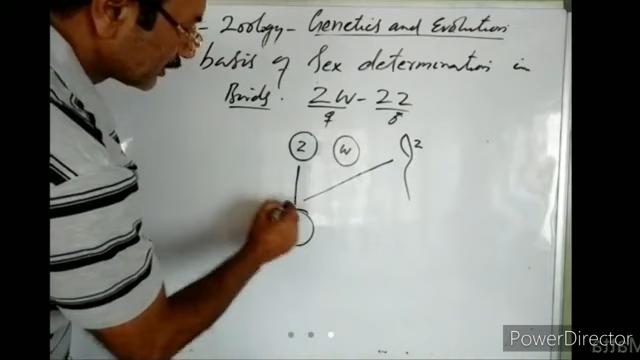 - Zoology - Genetics and Evolution
basis of Sex determination in
Birds. ZW - ZZ
♀ ♂
Z W Z
PowerDirector